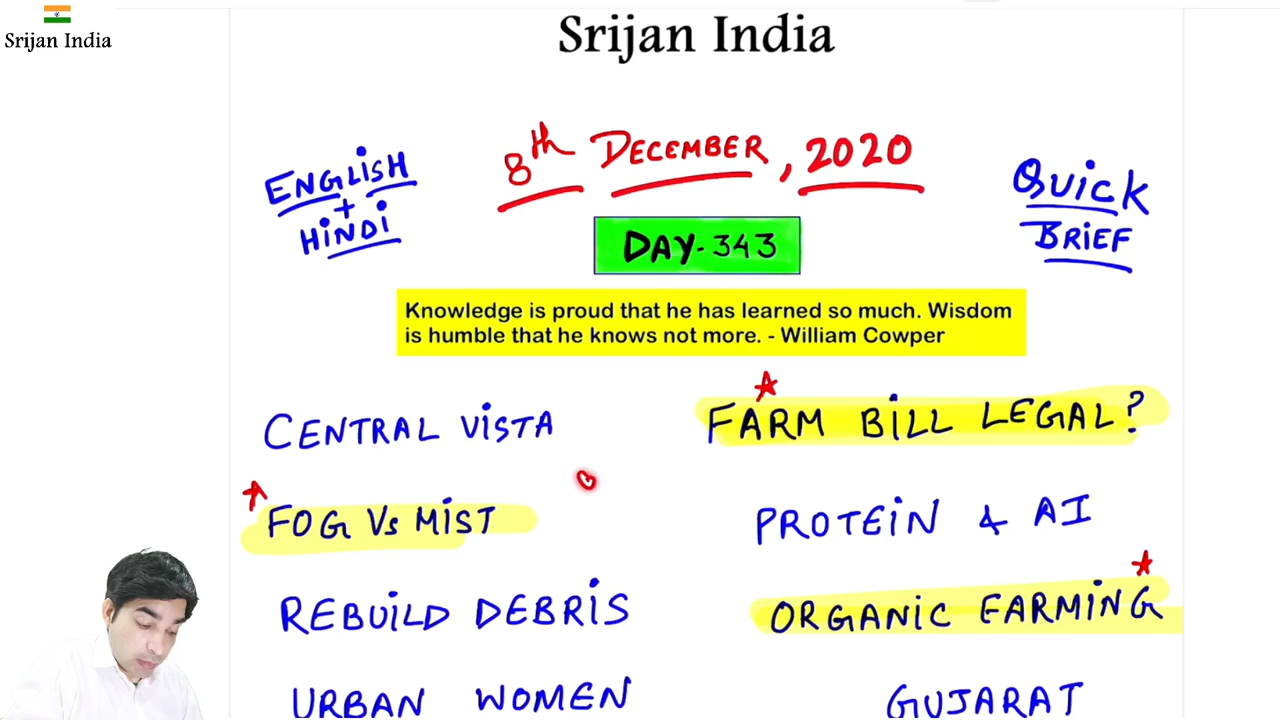 Srijan India
Srijan India
8th DECEMBER, 2020
ENGLISH
+
HINDI
QUICK
BRIEF
DAY-343
Knowledge is proud that he has learned so much. Wisdom
is humble that he knows not more. - William Cowper
CENTRAL VISTA
FARM BILL LEGAL?
FOG Vs MIST
PROTEIN & AI
REBUILD DEBRIS
ORGANIC FARMING
URBAN WOMEN
GUJARAT